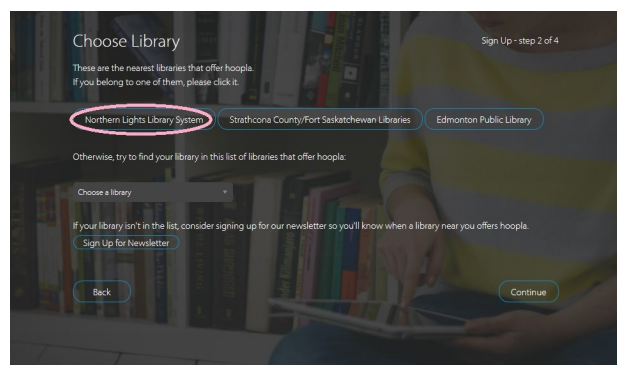 Choose Library
Sign Up - step 2 of 4
These are the nearest libraries that offer hoopla.
If you belong to one of them, please click it.
Northern Lights Library System
Strathcona County/Fort Saskatchewan Libraries
Edmonton Public Library
Otherwise, try to find your library in this list of libraries that offer hoopla:
Choose a library
If your library isn't in the list, consider signing up for our newsletter so you'll know when a library near you offers hoopla.
Sign Up for Newsletter
Back
Continue